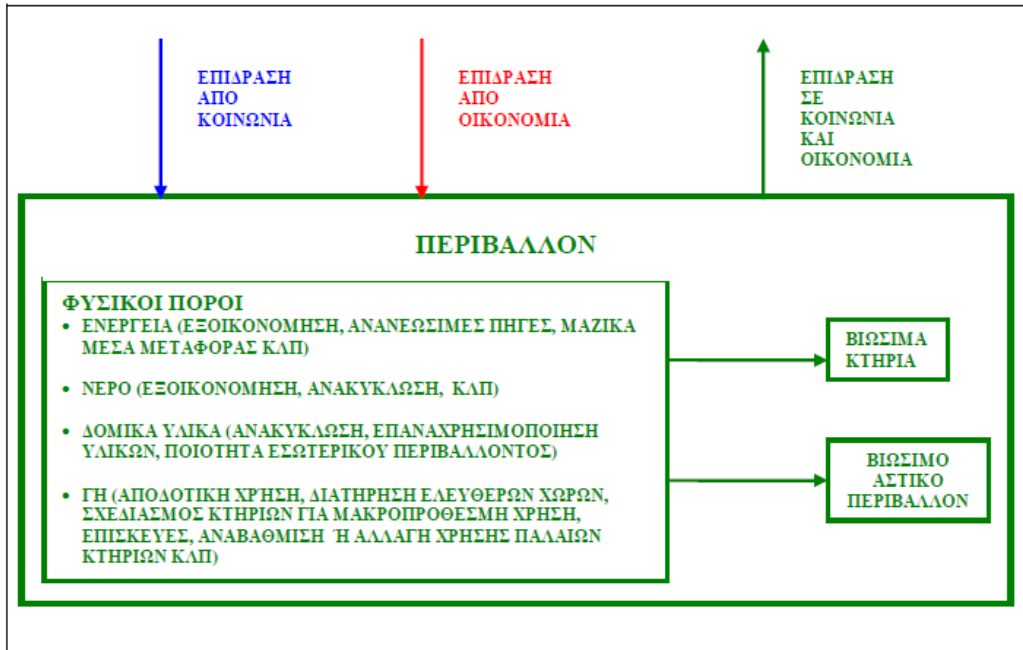 ΕΠΙΔΡΑΣΗ
ΑΠΟ
ΚΟΙΝΩΝΙΑ
ΕΠΙΔΡΑΣΗ
ΑΠΟ
ΟΙΚΟΝΟΜΙΑ
ΕΠΙΔΡΑΣΗ
ΣΕ
ΚΟΙΝΩΝΙΑ
ΚΑΙ
ΟΙΚΟΝΟΜΙΑ
ΠΕΡΙΒΑΛΛΟΝ
ΦΥΣΙΚΟΙ ΠΟΡΟΙ
• ΕΝΕΡΓΕΙΑ (ΕΞΟΙΚΟΝΟΜΗΣΗ, ΑΝΑΝΕΩΣΙΜΕΣ ΠΗΓΕΣ, ΜΑΖΙΚΑ
ΜΕΣΑ ΜΕΤΑΦΟΡΑΣ ΚΛΠ)
• ΝΕΡΟ (ΕΞΟΙΚΟΝΟΜΗΣΗ, ΑΝΑΚΥΚΛΩΣΗ, ΚΛΠ)
• ΔΟΜΙΚΑ ΥΛΙΚΑ (ΑΝΑΚΥΚΛΩΣΗ, ΕΠΑΝΑΧΡΗΣΙΜΟΠΟΙΗΣΗ
ΥΛΙΚΩΝ, ΠΟΙΟΤΗΤΑ ΕΣΩΤΕΡΙΚΟΥ ΠΕΡΙΒΑΛΛΟΝΤΟΣ)
• ΓΗ (ΑΠΟΔΟΤΙΚΗ ΧΡΉΣΗ, ΔΙΑΤΗΡΗΣΗ ΕΛΕΥΘΕΡΩΝ ΧΩΡΩΝ,
ΣΧΕΔΙΑΣΜΟΣ ΚΤΗΡΙΩΝ ΓΙΑ ΜΑΚΡΟΠΡΟΘΕΣΜΗ ΧΡΗΣΗ,
ΕΠΙΣΚΕΥΕΣ, ΑΝΑΒΑΘΜΙΣΗ Ή ΑΛΛΑΓΗ ΧΡΗΣΗΣ ΠΑΛΑΙΩΝ
ΚΤΗΡΙΩΝ ΚΛΠ)
ΒΙΩΣΙΜΑ
ΚΤΗΡΙΑ
ΒΙΩΣΙΜΟ
ΑΣΤΙΚΟ
ΠΕΡΙΒΑΛΛΟΝ